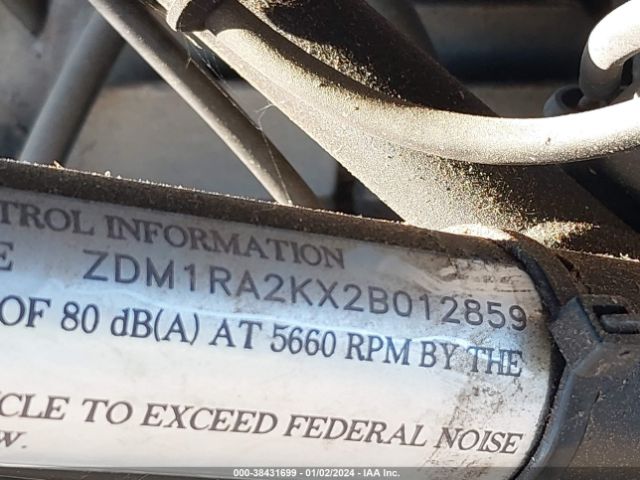 TROL INFORMATION
E ZDM1RA2KX2B012859
OF 80 dB(A) AT 5660 RPM BY THE
CLE TO EXCEED FEDERAL NOISE
W.
000-38431699 - 01/02/2024 - IAA Inc.